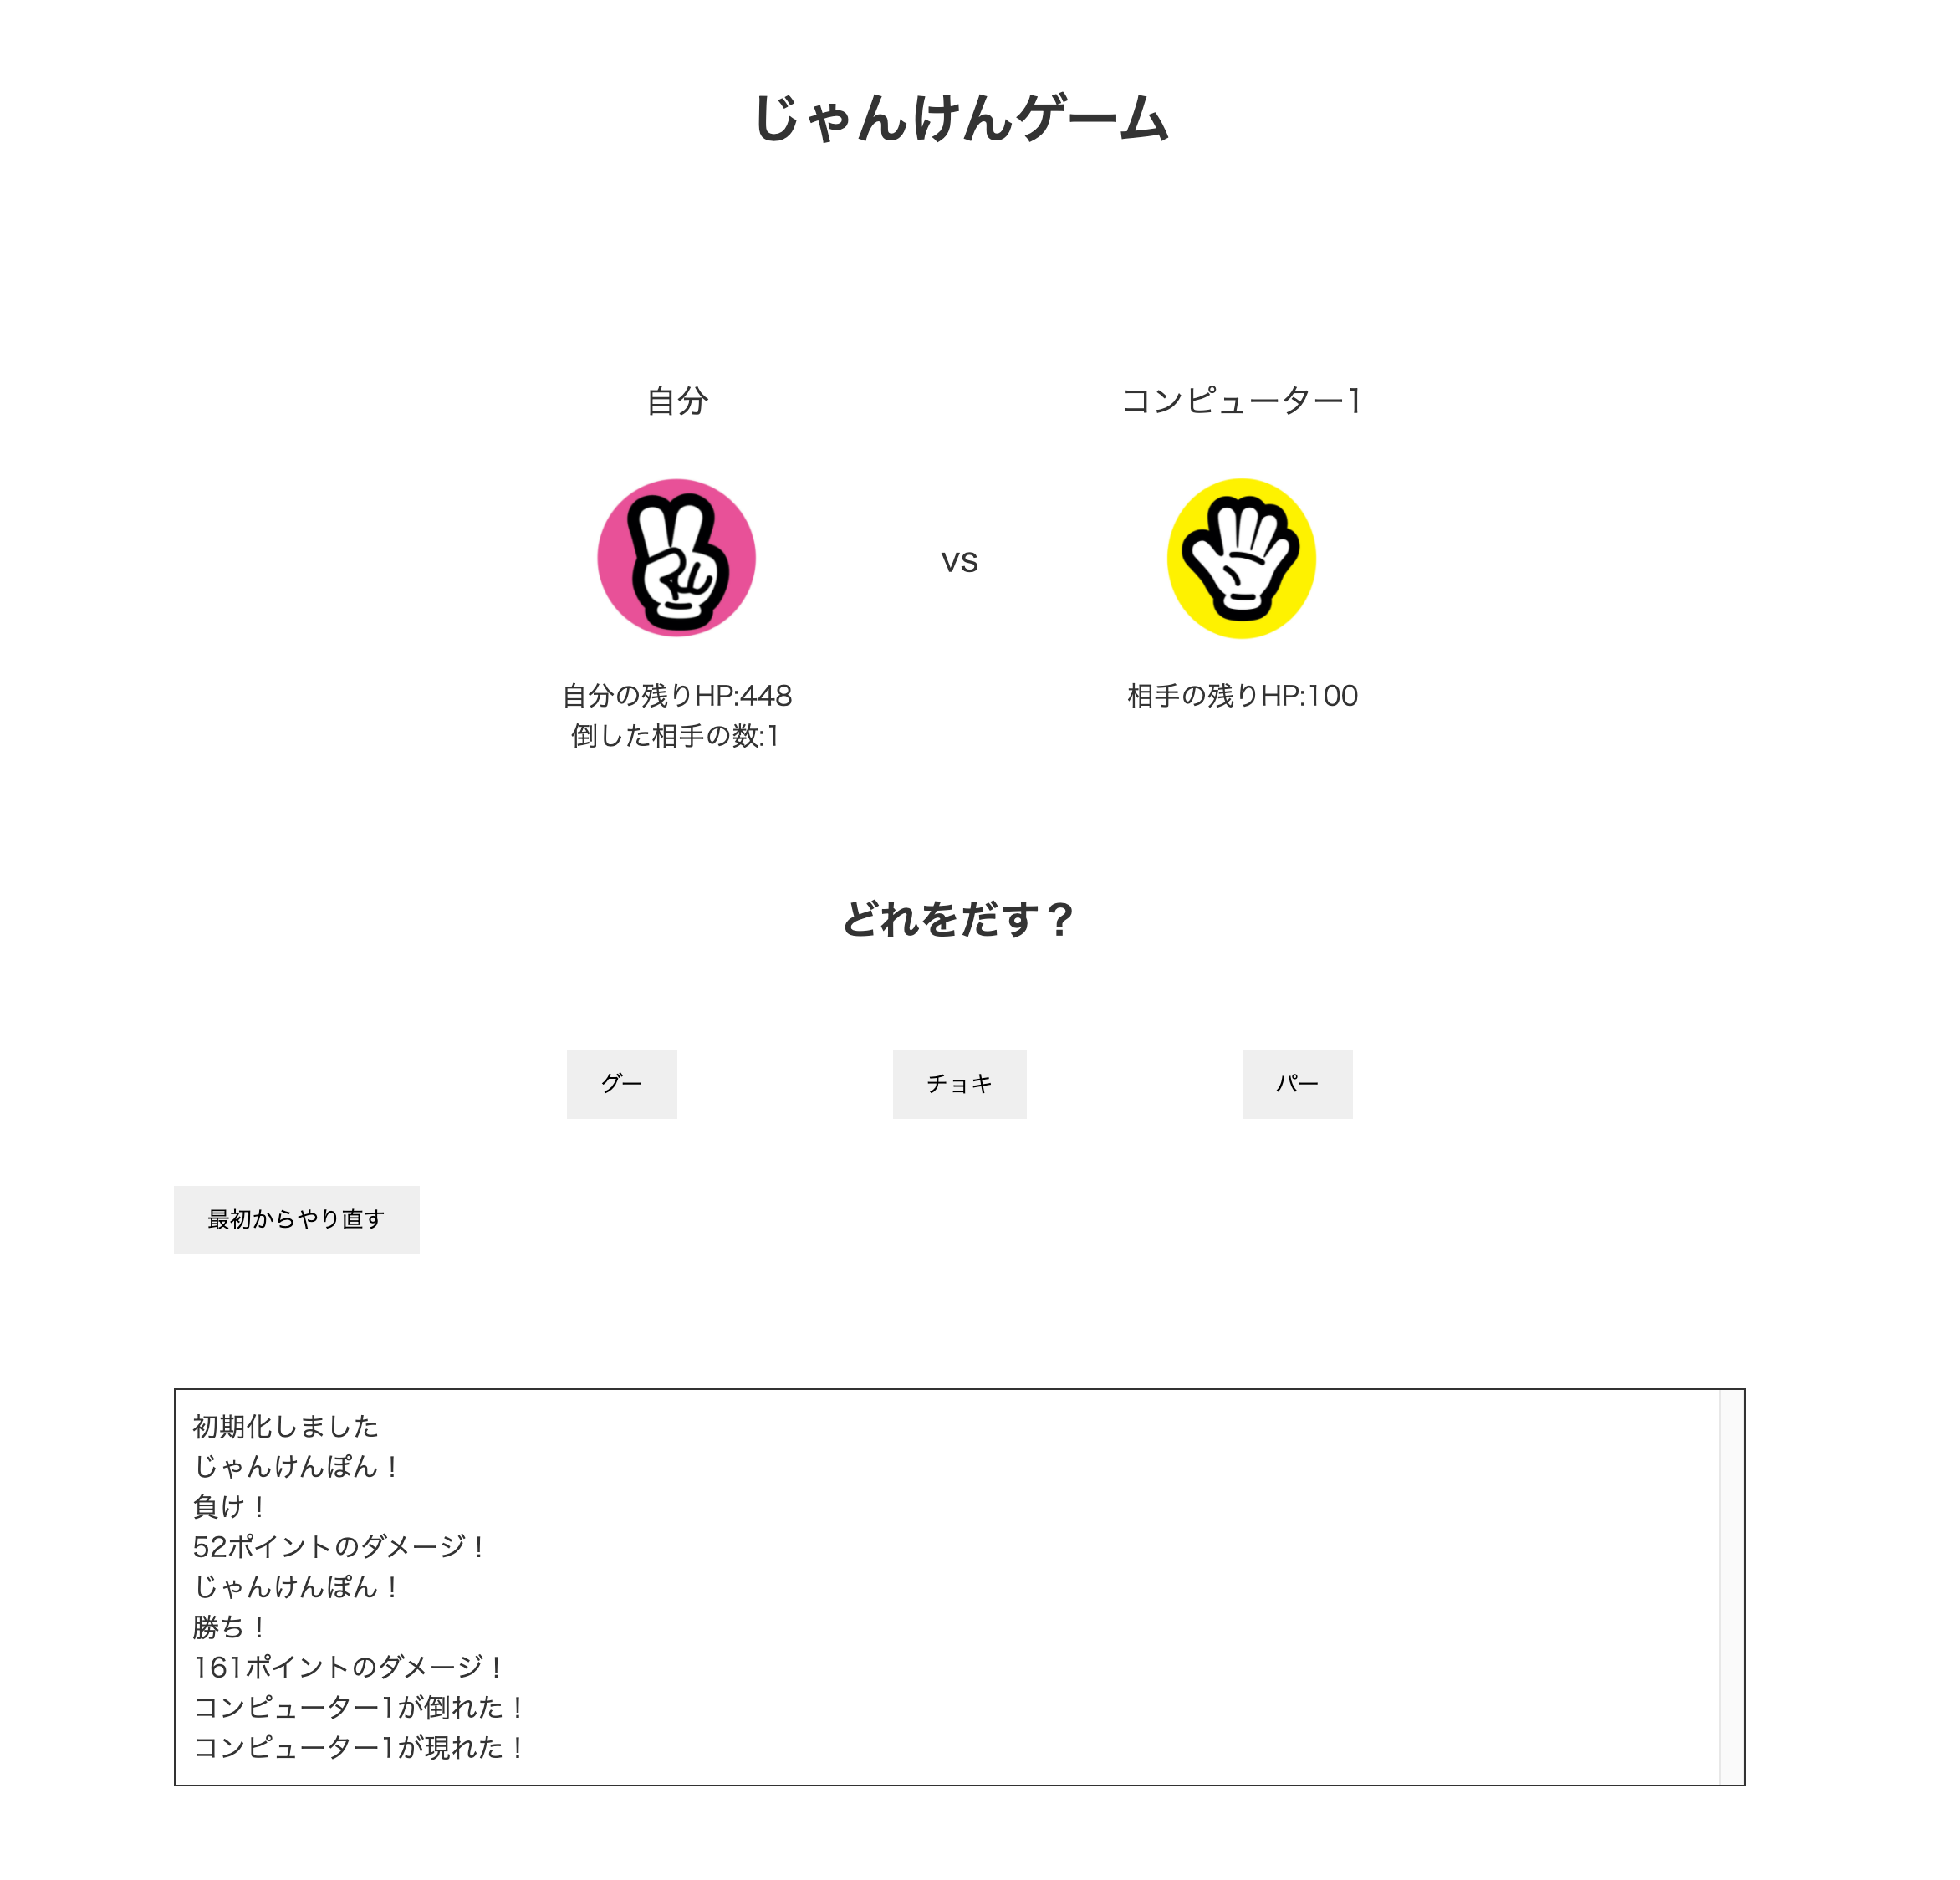 じゃんけんゲーム
自分
コンピューター1
vs
自分の残りHP:448
倒した相手の数:1
相手の残りHP:100
どれをだす？
グー
チョキ
パー
最初からやり直す
初期化しました
じゃんけんぽん！
負け！
52ポイントのダメージ！
じゃんけんぽん！
勝ち！
161ポイントのダメージ！
コンピューター1が倒れた！
コンピューター1が現れた！